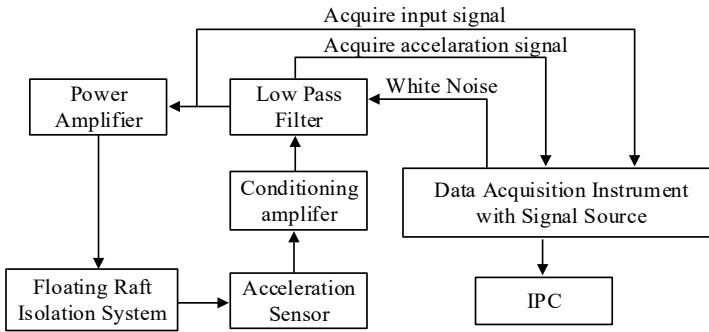 Acquire input signal
Acquire accelaration signal
White Noise
Power
Amplifier
Low Pass
Filter
Conditioning
amplifer
Data Acquisition Instrument
with Signal Source
Floating Raft
Isolation System
Acceleration
Sensor
IPC